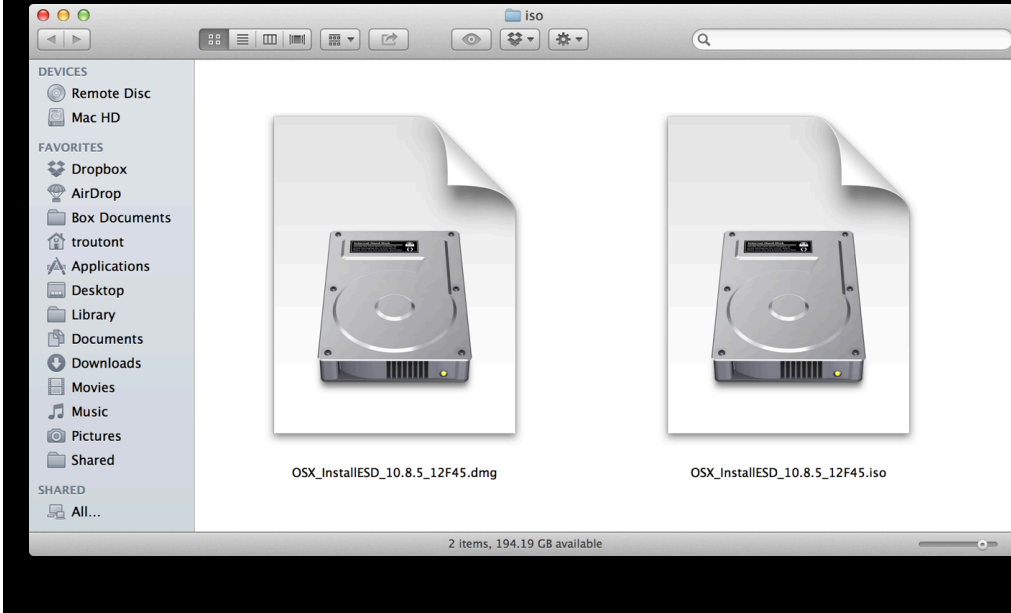 iso
DEVICES
Remote Disc
Mac HD
FAVORITES
Dropbox
AirDrop
Box Documents
troutont
Applications
Desktop
Library
Documents
Downloads
Movies
Music
Pictures
Shared
SHARED
All...
OSX_InstallESD_10.8.5_12F45.dmg
OSX_InstallESD_10.8.5_12F45.iso
2 items, 194.19 GB available